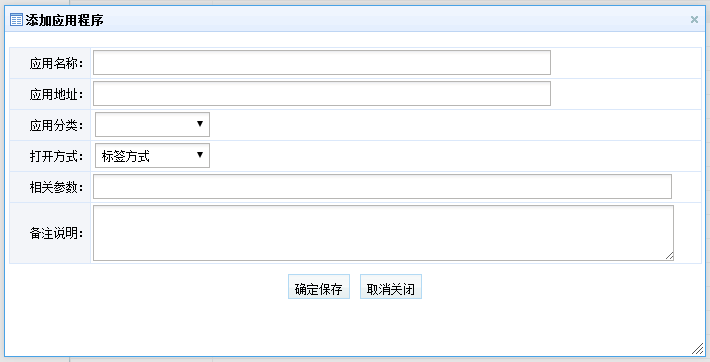 添加应用程序
应用名称:
应用地址:
应用分类:
打开方式: 标签方式
相关参数:
备注说明:
确定保存 取消关闭